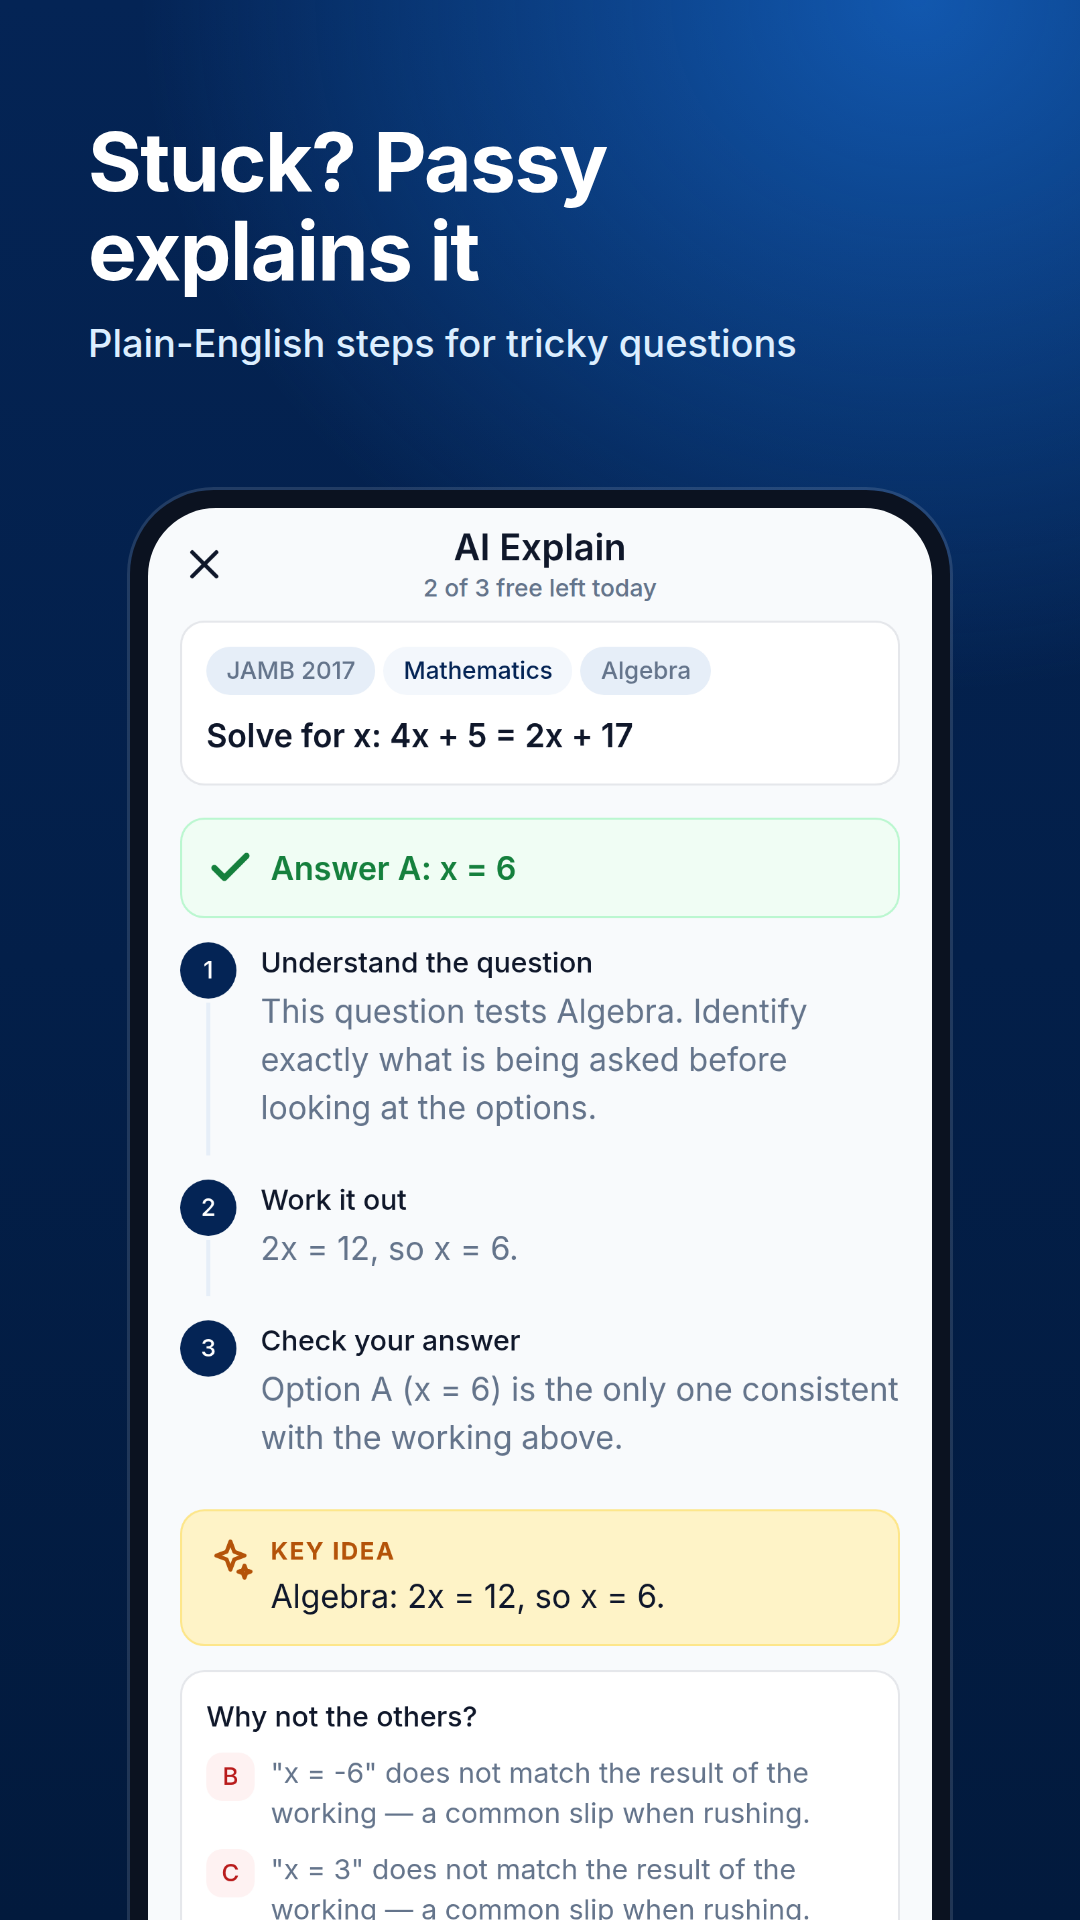 Stuck? Passy
explains it
Plain-English steps for tricky questions
AI Explain
2 of 3 free left today
JAMB 2017 Mathematics Algebra
Solve for x: 4x + 5 = 2x + 17
Answer A: x = 6
1 Understand the question
This question tests Algebra. Identify
exactly what is being asked before
looking at the options.
2 Work it out
2x = 12, so x = 6.
3 Check your answer
Option A (x = 6) is the only one consistent
with the working above.
KEY IDEA
Algebra: 2x = 12, so x = 6.
Why not the others?
B "x = -6" does not match the result of the
working — a common slip when rushing.
C "x = 3" does not match the result of the
working — a common slip when rushing.